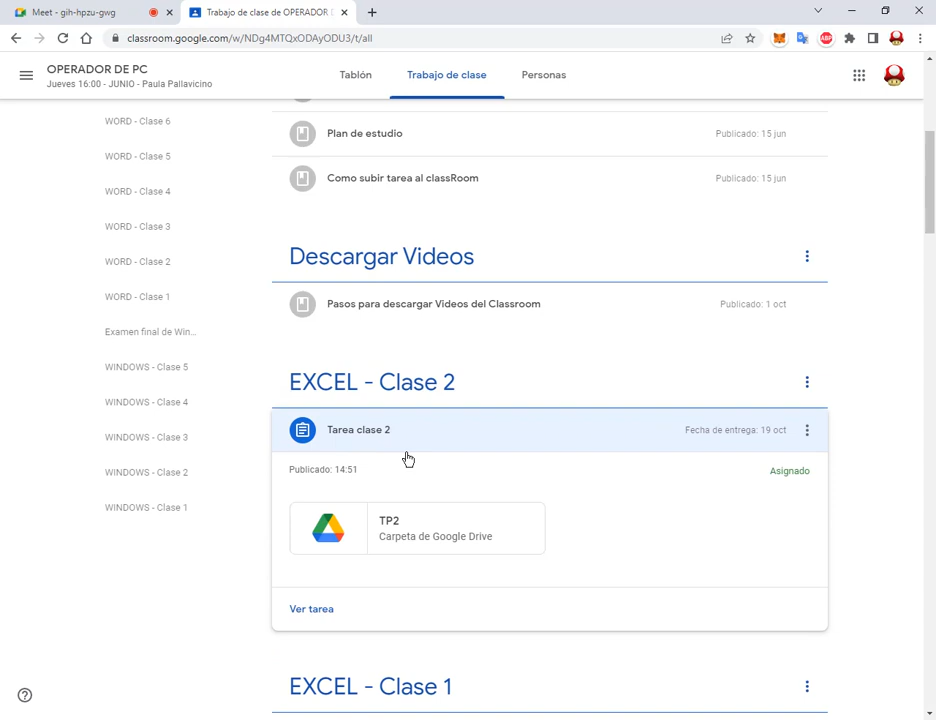 Meet - gih-hpzu-gwg
Trabajo de clase de OPERADOR
classroom.google.com/w/NDg4MTQxODAyODU3/t/all
ABP
OPERADOR DE PC
Jueves 16:00 - JUNIO - Paula Pallavicino
Tablón
Trabajo de clase
Personas
WORD - Clase 6
WORD - Clase 5
WORD - Clase 4
WORD - Clase 3
WORD - Clase 2
WORD - Clase 1
Examen final de Win...
WINDOWS - Clase 5
WINDOWS - Clase 4
WINDOWS - Clase 3
WINDOWS - Clase 2
WINDOWS - Clase 1
Plan de estudio
Publicado: 15 jun
Como subir tarea al classRoom
Publicado: 15 jun
Descargar Videos
Pasos para descargar Videos del Classroom
Publicado: 1 oct
EXCEL - Clase 2
Tarea clase 2
Fecha de entrega: 19 oct
Publicado: 14:51
Asignado
TP2
Carpeta de Google Drive
Ver tarea
EXCEL - Clase 1